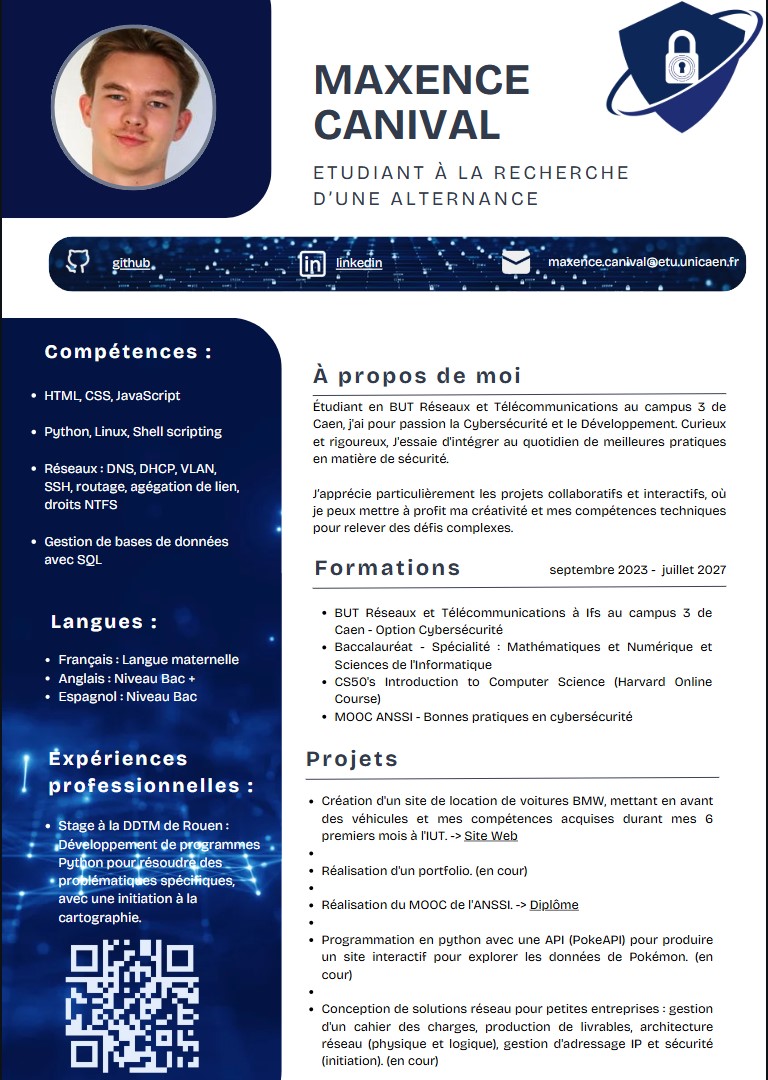 MAXENCE
CANIVAL
ETUDIANT À LA RECHERCHE
D'UNE ALTERNANCE
github
linkedin
maxence.canival@etu.unicaen.fr
Compétences :
HTML, CSS, JavaScript
Python, Linux, Shell scripting
Réseaux : DNS, DHCP, VLAN,
SSH, routage, agégation de lien,
droits NTFS
Gestion de bases de données
avec SQL
Langues :
Français : Langue maternelle
Anglais : Niveau Bac +
Espagnol : Niveau Bac
Expériences
professionnelles :
Stage à la DDTM de Rouen :
Développement de programmes
Python pour résoudre des
problématiques spécifiques,
avec une initiation à la
cartographie.
À propos de moi
Étudiant en BUT Réseaux et Télécommunications au campus 3 de
Caen, j'ai pour passion la Cybersécurité et le Développement. Curieux
et rigoureux, J'essaie d'intégrer au quotidien de meilleures pratiques
en matière de sécurité.
J'apprécie particulièrement les projets collaboratifs et interactifs, où
je peux mettre à profit ma créativité et mes compétences techniques
pour relever des défis complexes.
Formations
septembre 2023 - juillet 2027
BUT Réseaux et Télécommunications à Ifs au campus 3 de
Caen - Option Cybersécurité
Baccalauréat - Spécialité : Mathématiques et Numérique et
Sciences de l'Informatique
CS50's Introduction to Computer Science (Harvard Online
Course)
MOOC ANSSI - Bonnes pratiques en cybersécurité
Projets
Création d'un site de location de voitures BMW, mettant en avant
des véhicules et mes compétences acquises durant mes 6
premiers mois à l'IUT. -> Site Web
Réalisation d'un portfolio. (en cour)
Réalisation du MOOC de l'ANSSI. -> Diplôme
Programmation en python avec une API (PokeAPI) pour produire
un site interactif pour explorer les données de Pokémon. (en
cour)
Conception de solutions réseau pour petites entreprises : gestion
d'un cahier des charges, production de livrables, architecture
réseau (physique et logique), gestion d'adressage IP et sécurité
(initiation). (en cour)